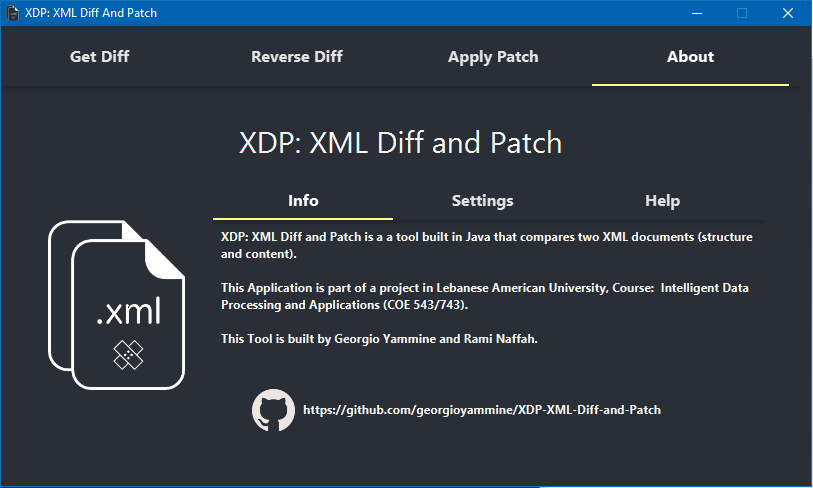 XDP: XML Diff And Patch
Get Diff
Reverse Diff
Apply Patch
About
XDP: XML Diff and Patch
Info
Settings
Help
XDP: XML Diff and Patch is a a tool built in Java that compares two XML documents (structure
and content).
This Application is part of a project in Lebanese American University, Course:  Intelligent Data
Processing and Applications (COE 543/743).
This Tool is built by Georgio Yammine and Rami Naffah.
.xml
https://github.com/georgioyammine/XDP-XML-Diff-and-Patch